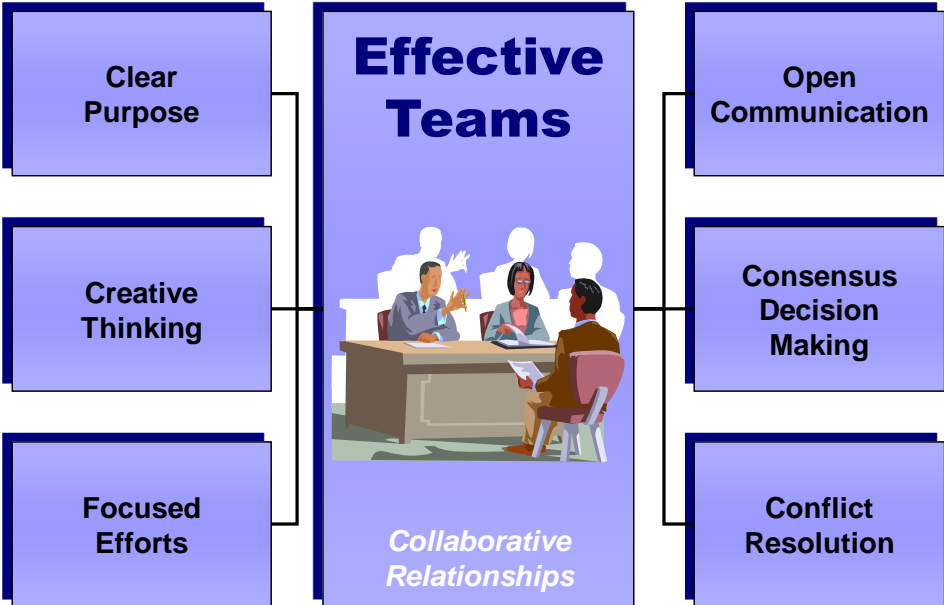 Clear
Purpose
Creative
Thinking
Focused
Efforts
Effective
Teams
Collaborative
Relationships
Open
Communication
Consensus
Decision
Making
Conflict
Resolution